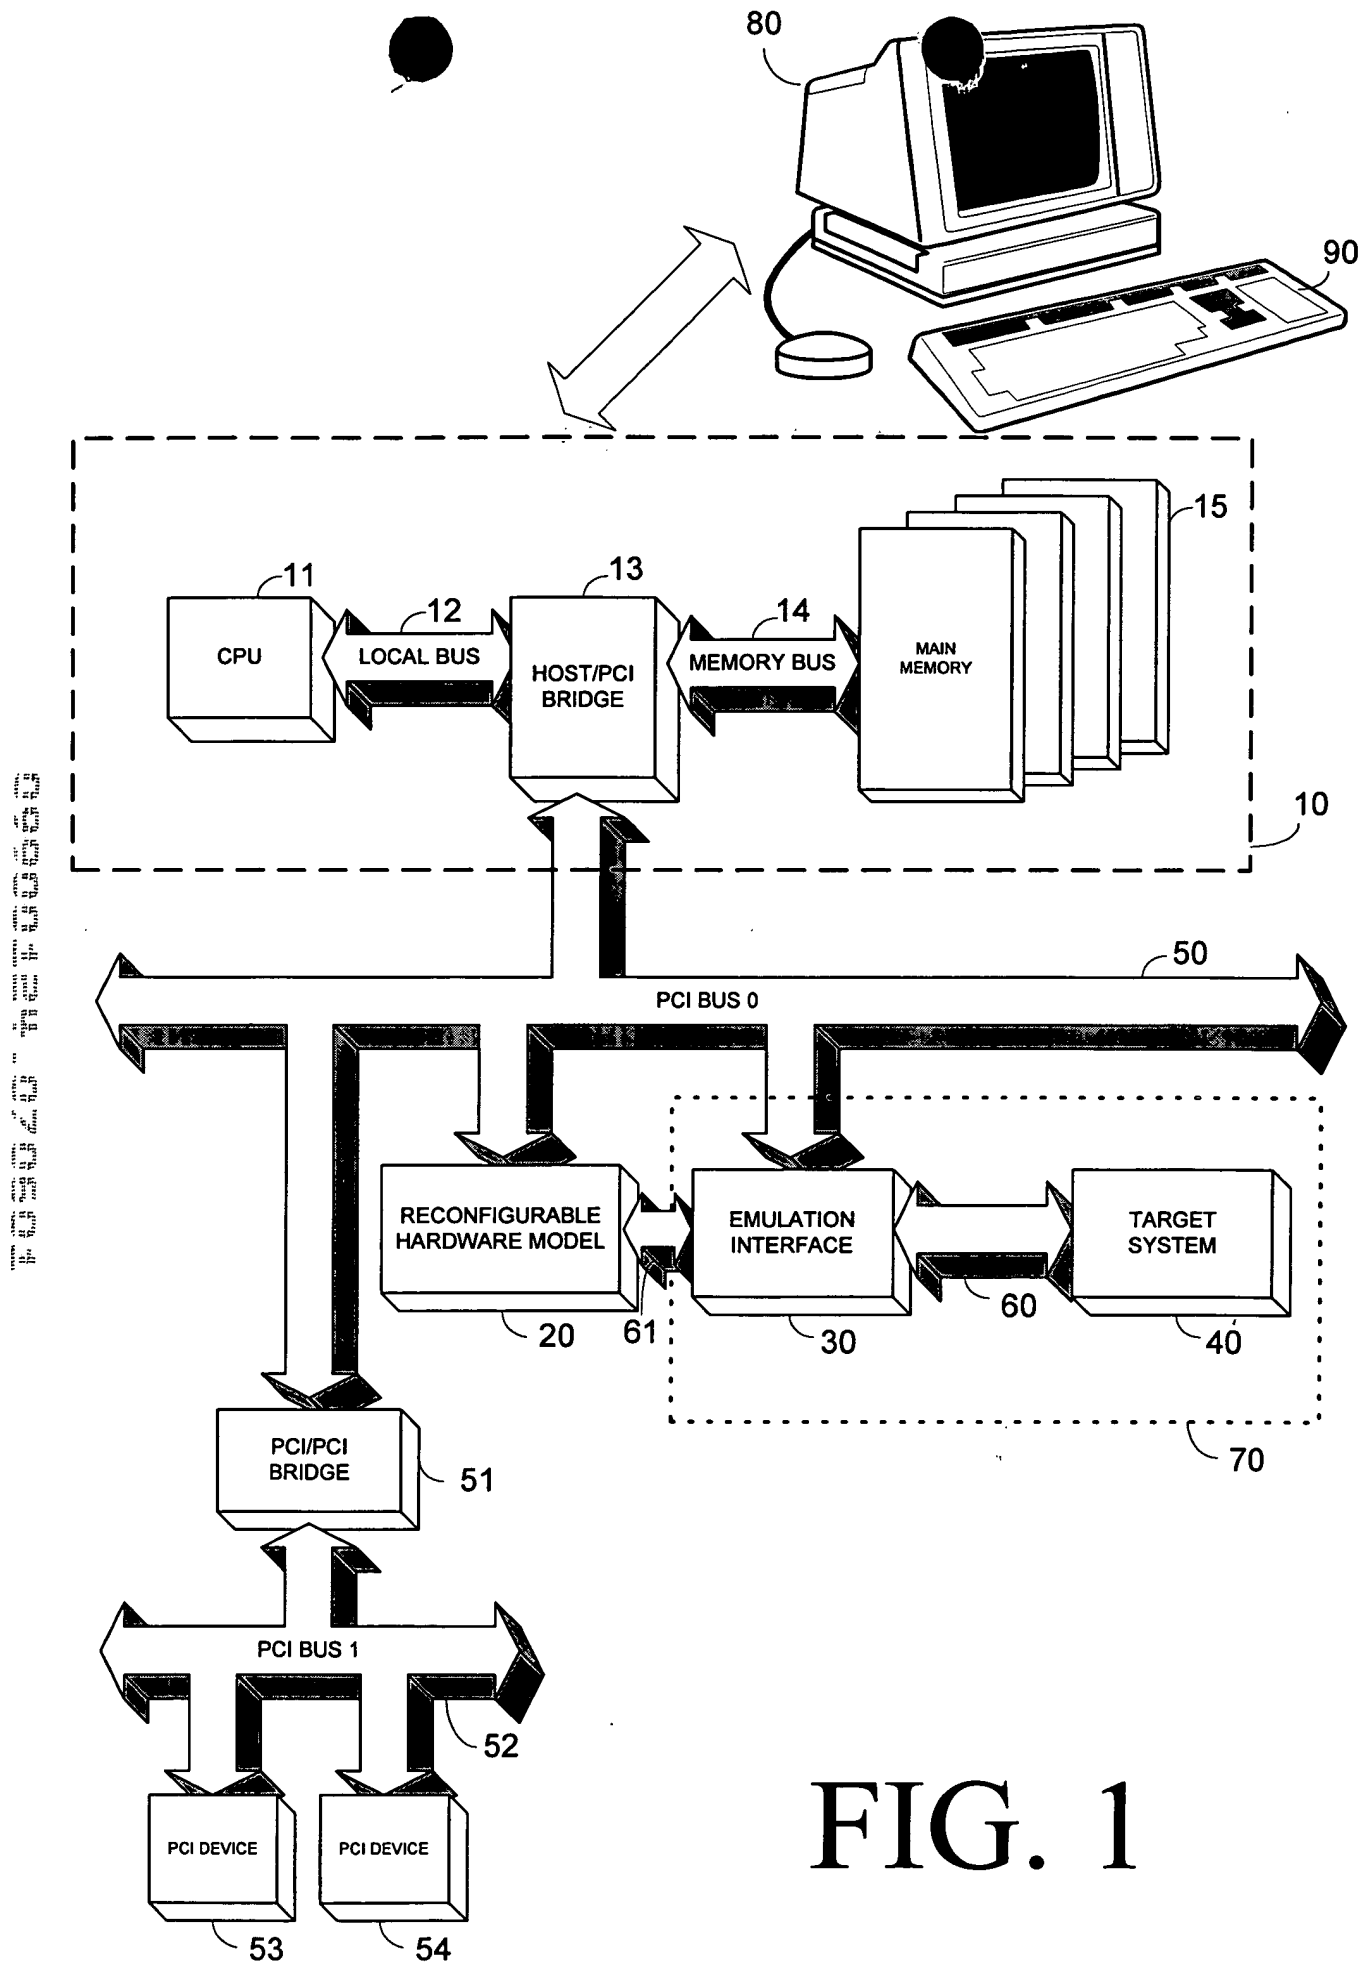 80
90
15
11
13
12
14
CPU
LOCAL BUS
HOST/PCI
BRIDGE
MEMORY BUS
MAIN
MEMORY
10
50
PCI BUS 0
RECONFIGURABLE
HARDWARE MODEL
EMULATION
INTERFACE
TARGET
SYSTEM
20
61
30
60
40
70
PCI/PCI
BRIDGE
51
PCI BUS 1
52
PCI DEVICE
PCI DEVICE
53
54
FIG. 1